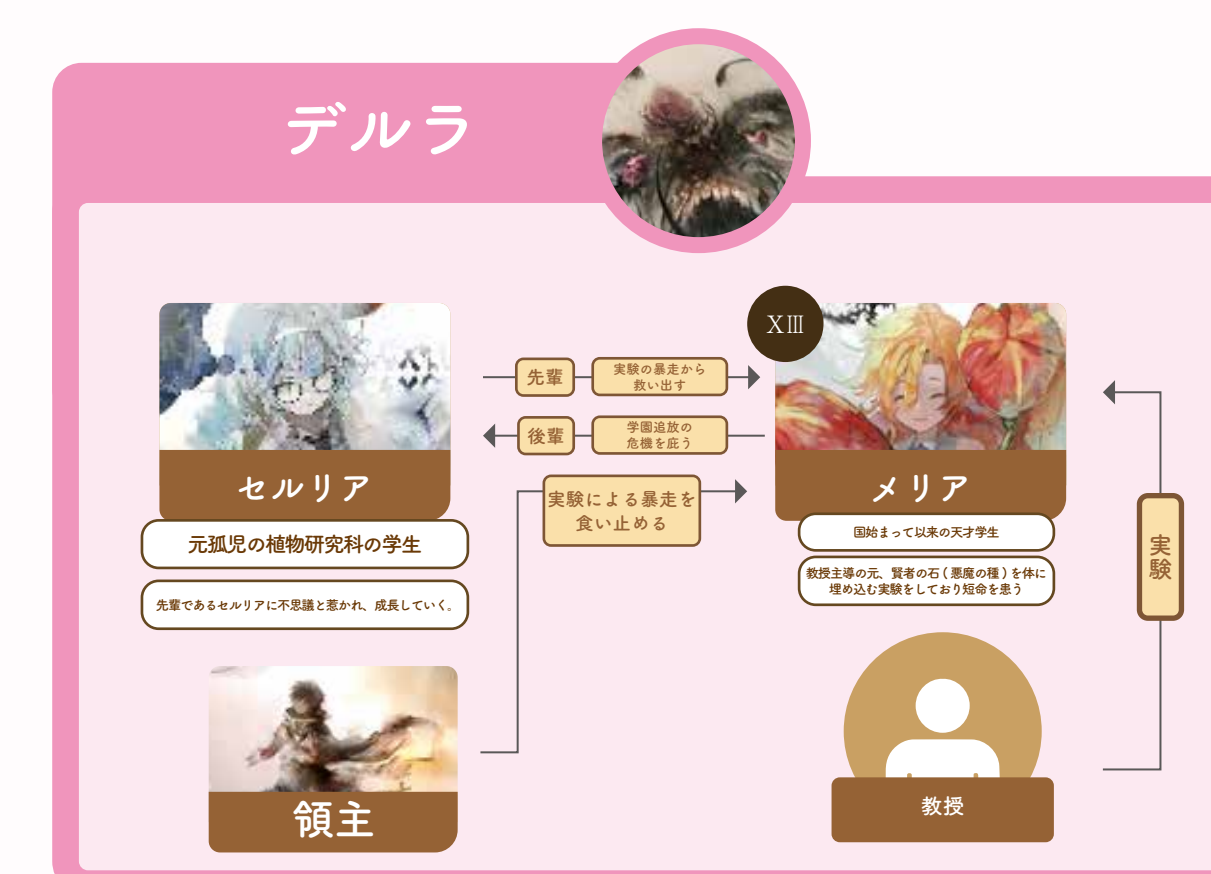 デルラ
XⅢ
先輩
実験の暴走から
救い出す
後輩
学園追放の
危機を庇う
セルリア
メリア
実験による暴走を
食い止める
元孤児の植物研究科の学生
先輩であるセルリアに不思議と惹かれ、成長していく。
国始まって以来の天才学生
教授主導の元、賢者の石(悪魔の種)を体に
埋め込む実験をしており短命を患う
実験
領主
教授